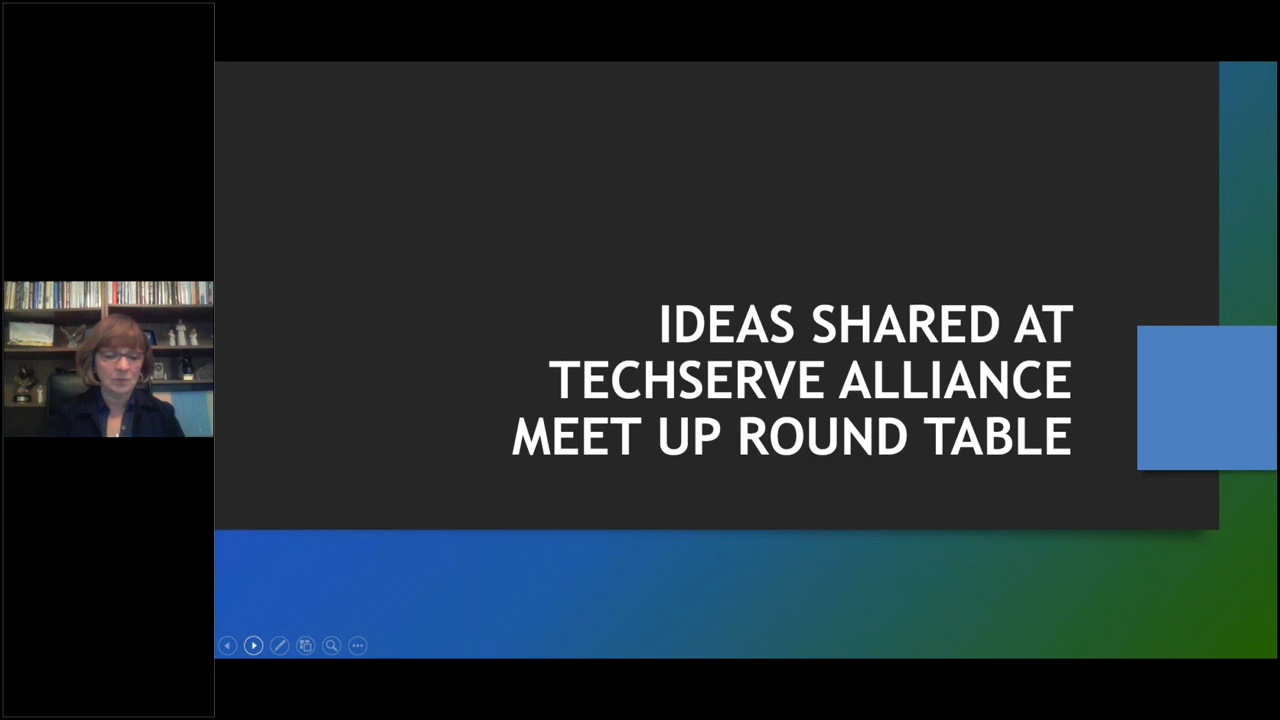 IDEAS SHARED AT
TECHSERVE ALLIANCE
MEET UP ROUND TABLE